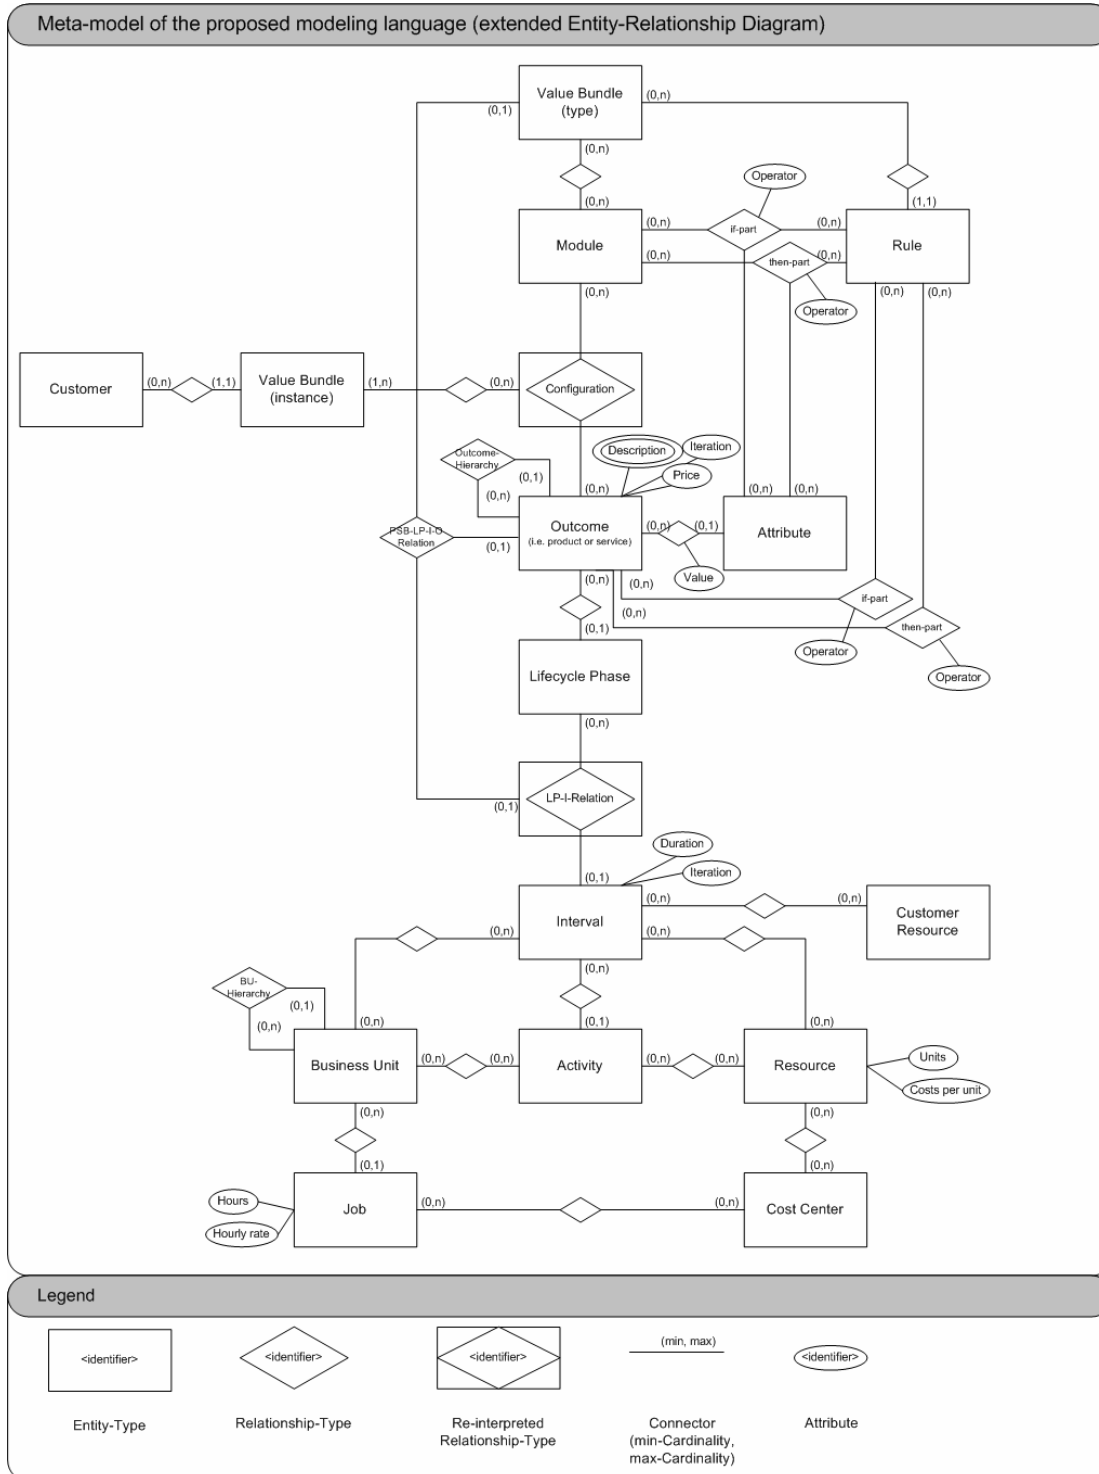 Meta-model of the proposed modeling language (extended Entity-Relationship Diagram)
Value Bundle
(type)
(0,1)
(0,n)
(0,n)
(0,n)
(1,1)
Operator
Module
(0,n)
if-part
(0,n)
Rule
(0,n)
then-part
(0,n)
(0,n)
(0,n)
(0,n)
Operator
Customer
(0,n)
(1,1)
Value Bundle
(instance)
(1,n)
(0,n)
Configuration
Outcome-
Hierarchy
(0,1)
(0,n)
Description
Iteration
Price
(0,n)
(0,n)
(0,n)
PSB-LP-I-O
Relation
(0,1)
Outcome
(i.e. product or service)
(0,n)
(0,1)
Attribute
Value
(0,n)
(0,n)
(0,n)
if-part
then-part
Operator
Operator
(0,1)
Lifecycle Phase
(0,n)
LP-I-Relation
(0,1)
Duration
Iteration
(0,1)
Interval
(0,n)
(0,n)
Customer
Resource
(0,n)
(0,n)
(0,n)
BU-
Hierarchy
(0,1)
(0,n)
(0,n)
(0,1)
(0,n)
Business Unit
(0,n)
(0,n)
Activity
(0,n)
(0,n)
Resource
Units
Costs per unit
(0,n)
(0,n)
(0,1)
(0,n)
Hours
Hourly rate
Job
(0,n)
(0,n)
Cost Center
Legend
<identifier>
<identifier>
<identifier>
(min, max)
<identifier>
Entity-Type
Relationship-Type
Re-interpreted
Relationship-Type
Connector
(min-Cardinality,
max-Cardinality)
Attribute